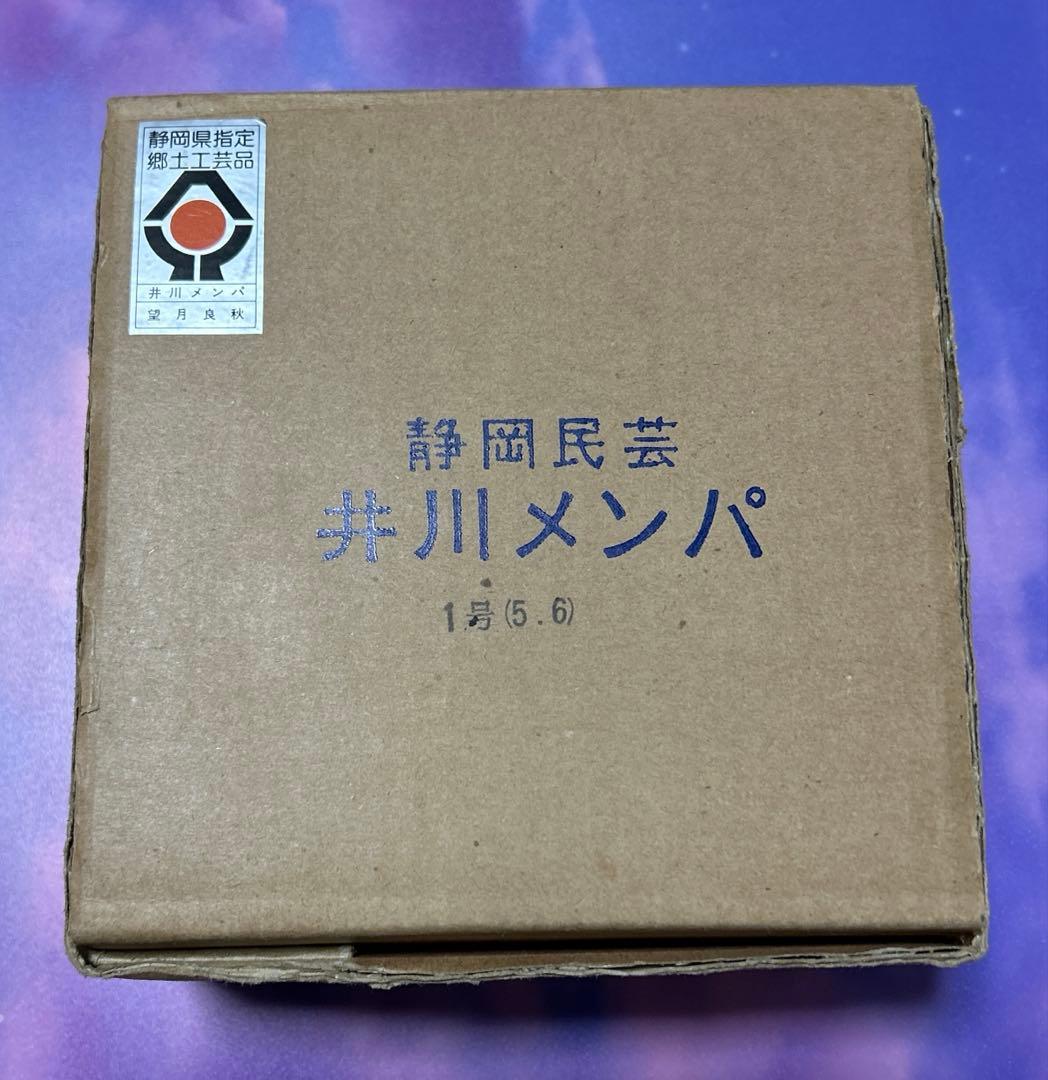 静岡県指定
郷土工芸品
井川メンパ
望月良秋
静岡民芸
井川メンパ
1号(5.6)